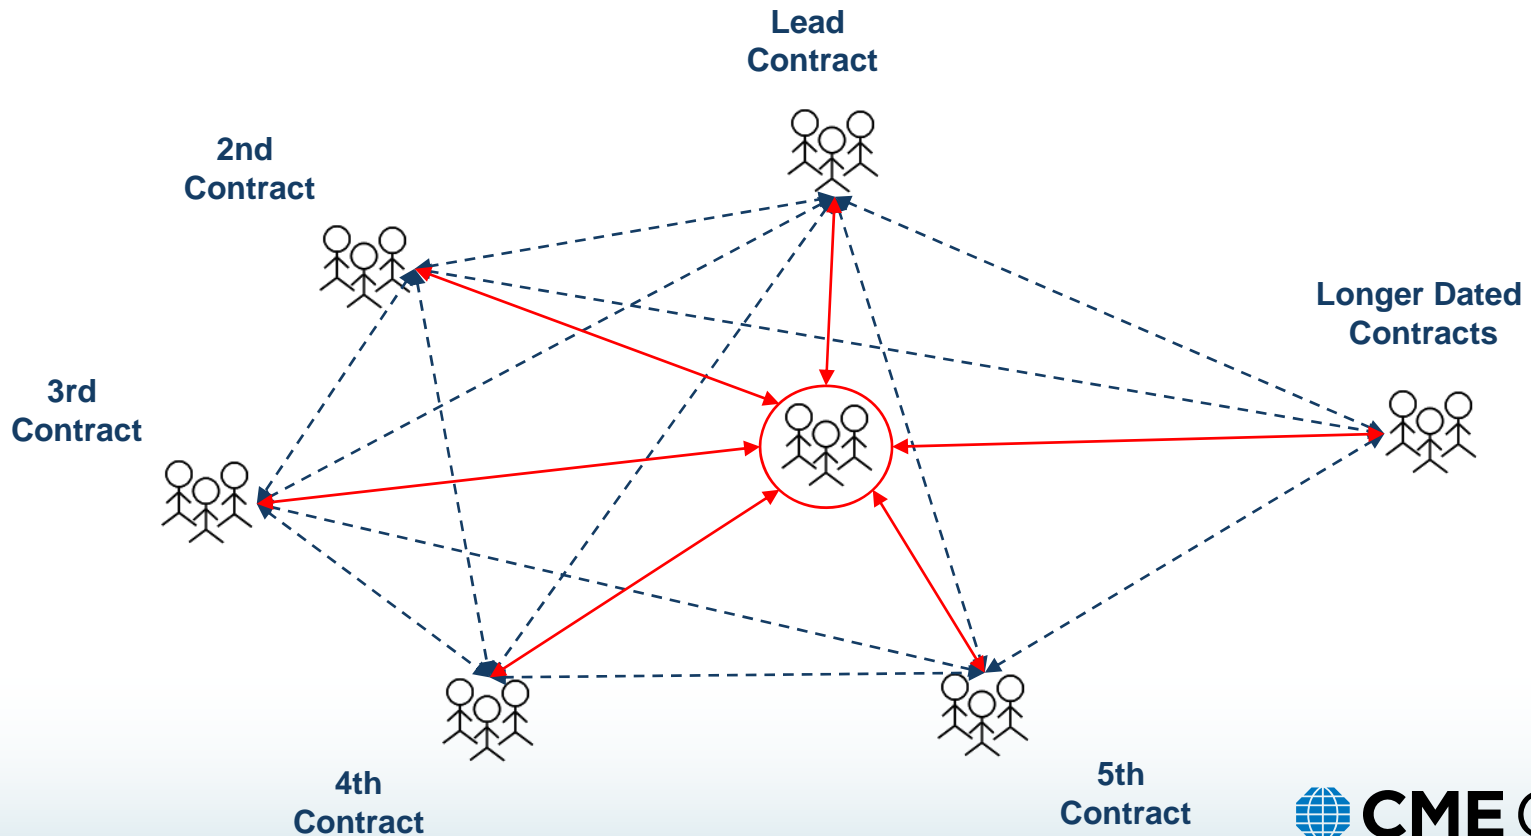 Lead
Contract
2nd
Contract
Longer Dated
Contracts
3rd
Contract
4th
Contract
5th
Contract
CME